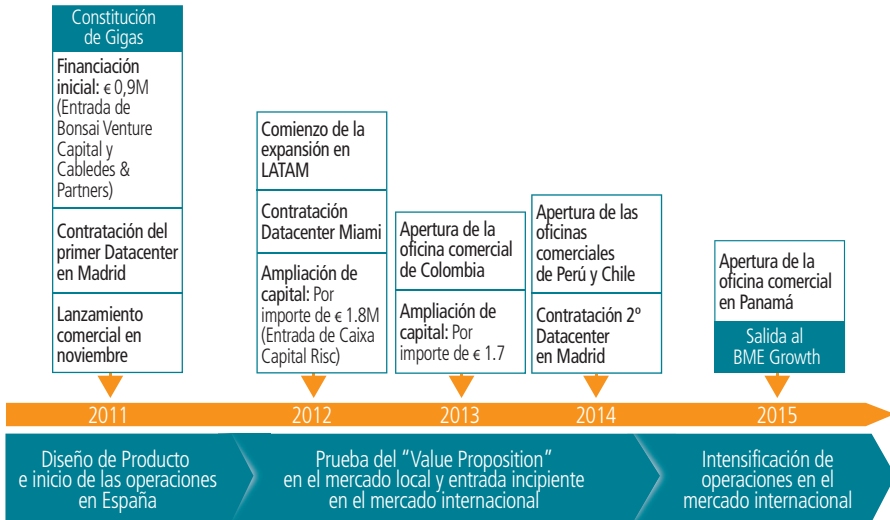 Constitución
de Gigas
Financiación
inicial: € 0,9M
(Entrada de
Bonsai Venture
Capital y
Cabledes &
Partners)
Contratación del
primer Datacenter
en Madrid
Lanzamiento
comercial en
noviembre
Comienzo de la
expansión en
LATAM
Contratación
Datacenter Miami
Ampliación de
capital: Por
importe de € 1.8M
(Entrada de Caixa
Capital Risc)
Apertura de la
oficina comercial
de Colombia
Ampliación de
capital: Por
importe de € 1.7
Apertura de las
oficinas
comerciales
de Perú y Chile
Contratación 2º
Datacenter
en Madrid
Apertura de la
oficina comercial
en Panamá
Salida al
BME Growth
2011
2012
2013
2014
2015
Diseño de Producto
e inicio de las operaciones
en España
Prueba del “Value Proposition”
en el mercado local y entrada incipiente
en el mercado internacional
Intensificación de
operaciones en el
mercado internacional